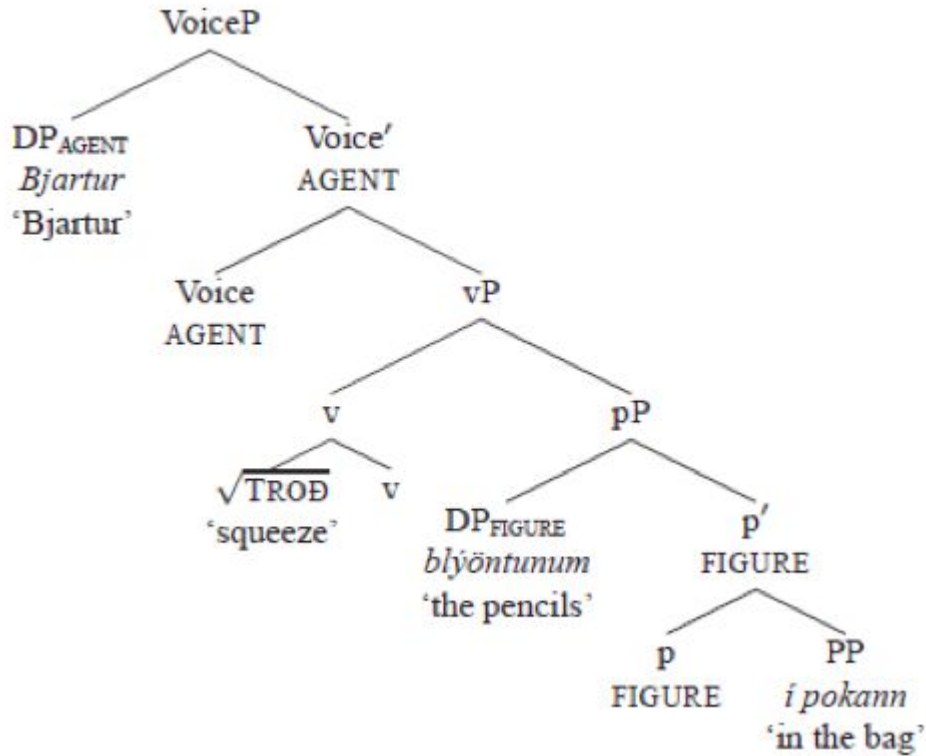 VoiceP
DPAGENT Voice′
Bjartur AGENT
‘Bjartur’
Voice vP
AGENT
v pP
√TROÐ v
‘squeeze’ DPFIGURE p′
blýöntunum FIGURE
‘the pencils’
p PP
FIGURE í pokann
‘in the bag’